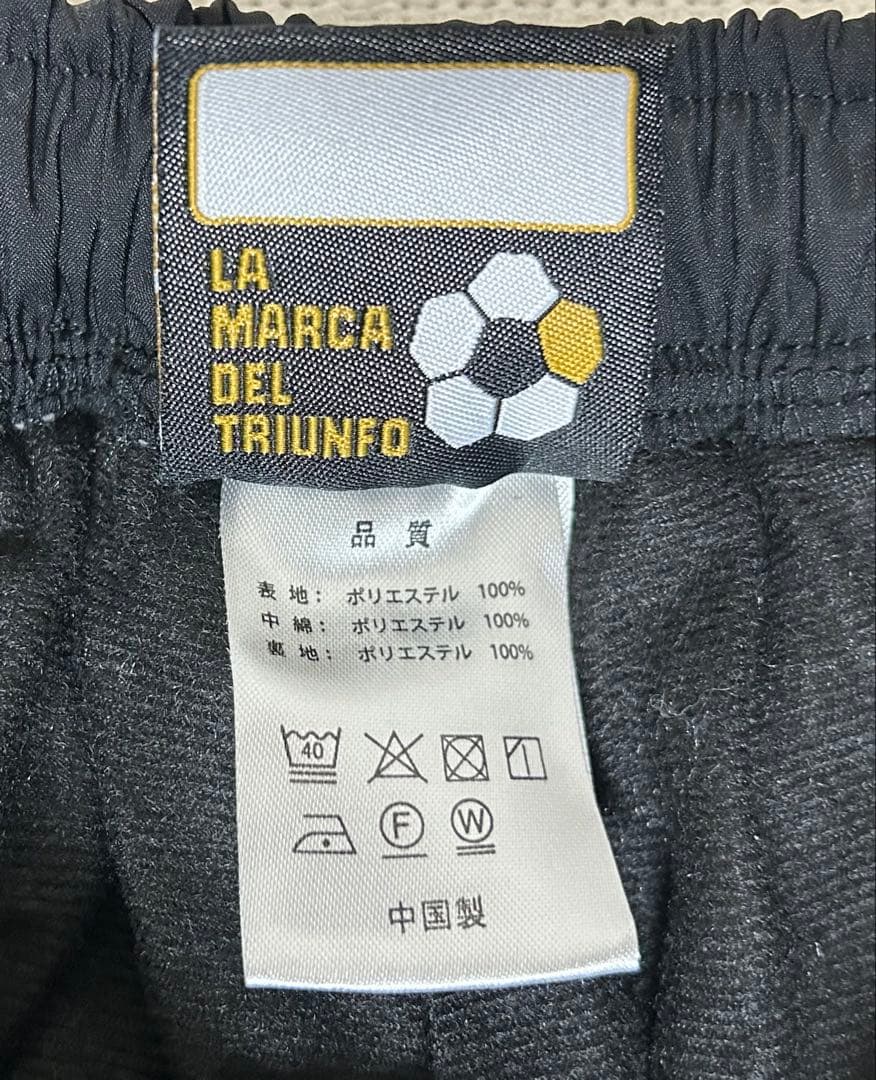 LA
MARCA
DEL
TRIUNFO
品 質
表 地: ポリエステル 100%
中 綿: ポリエステル 100%
裏 地: ポリエステル 100%
40
F W
中国製